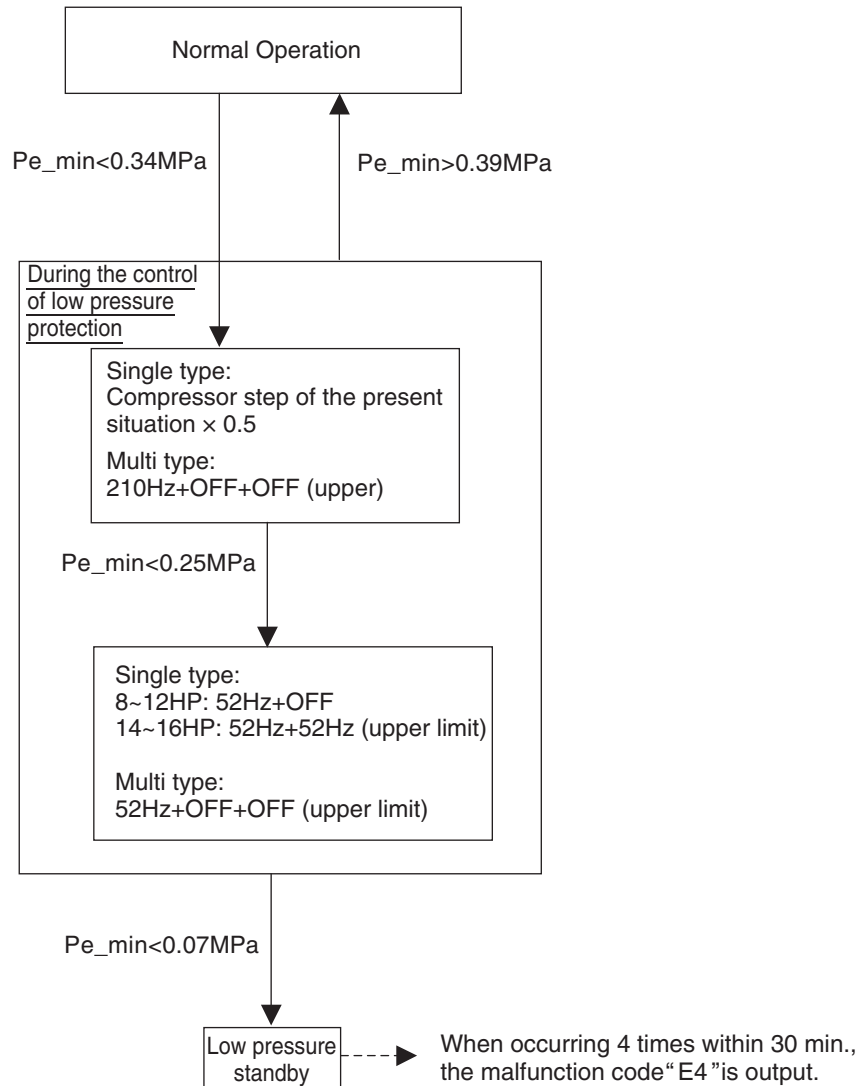 Normal Operation
Pe_min<0.34MPa
Pe_min>0.39MPa
During the control
of low pressure
protection
Single type:
Compressor step of the present
situation × 0.5
Multi type:
210Hz+OFF+OFF (upper)
Pe_min<0.25MPa
Single type:
8~12HP: 52Hz+OFF
14~16HP: 52Hz+52Hz (upper limit)
Multi type:
52Hz+OFF+OFF (upper limit)
Pe_min<0.07MPa
Low pressure
standby
When occurring 4 times within 30 min.,
the malfunction code“E4”is output.